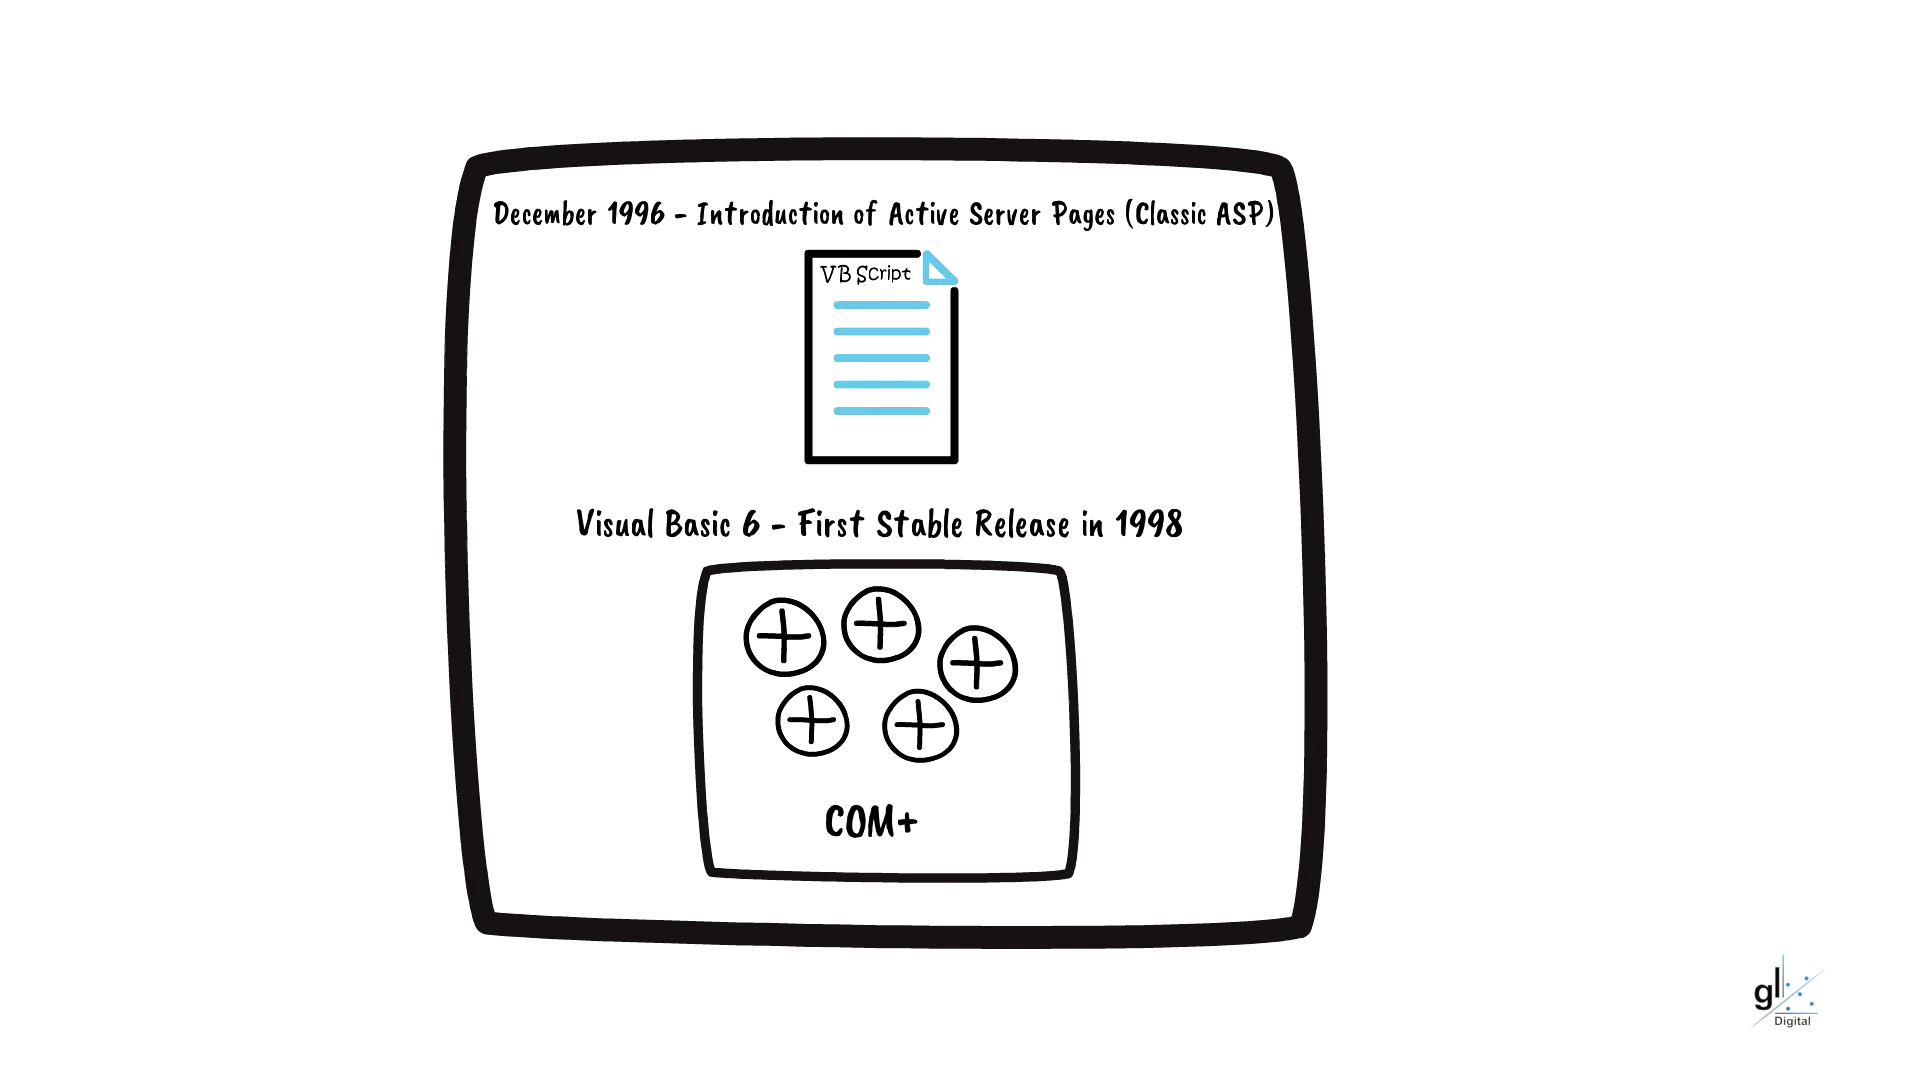 December 1996 - Introduction of Active Server Pages (Classic ASP)
VB Script
Visual Basic 6 - First Stable Release in 1998
COM+
gl
Digital